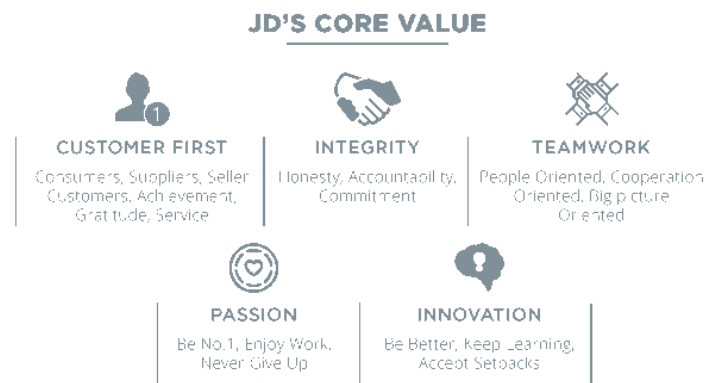 JD'S CORE VALUE
1
CUSTOMER FIRST
Consumers, Suppliers, Seller
Customers, Achievement,
Gratitude, Service
INTEGRITY
Honesty, Accountability,
Commitment
TEAMWORK
People Oriented, Cooperation
Oriented, Big picture
Oriented
PASSION
Be No.1, Enjoy Work,
Never Give Up
INNOVATION
Be Better, Keep Learning,
Accept Setbacks